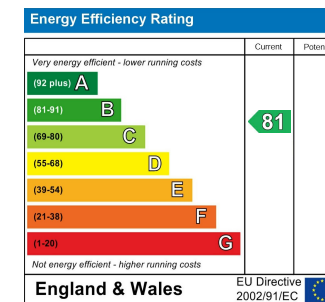 Energy Efficiency Rating
Current Poten
Very energy efficient - lower running costs
(92 plus) A
(81-91) B
81
(69-80) C
(55-68) D
(39-54) E
(21-38) F
(1-20) G
Not energy efficient - higher running costs
England & Wales
EU Directive
2002/91/EC